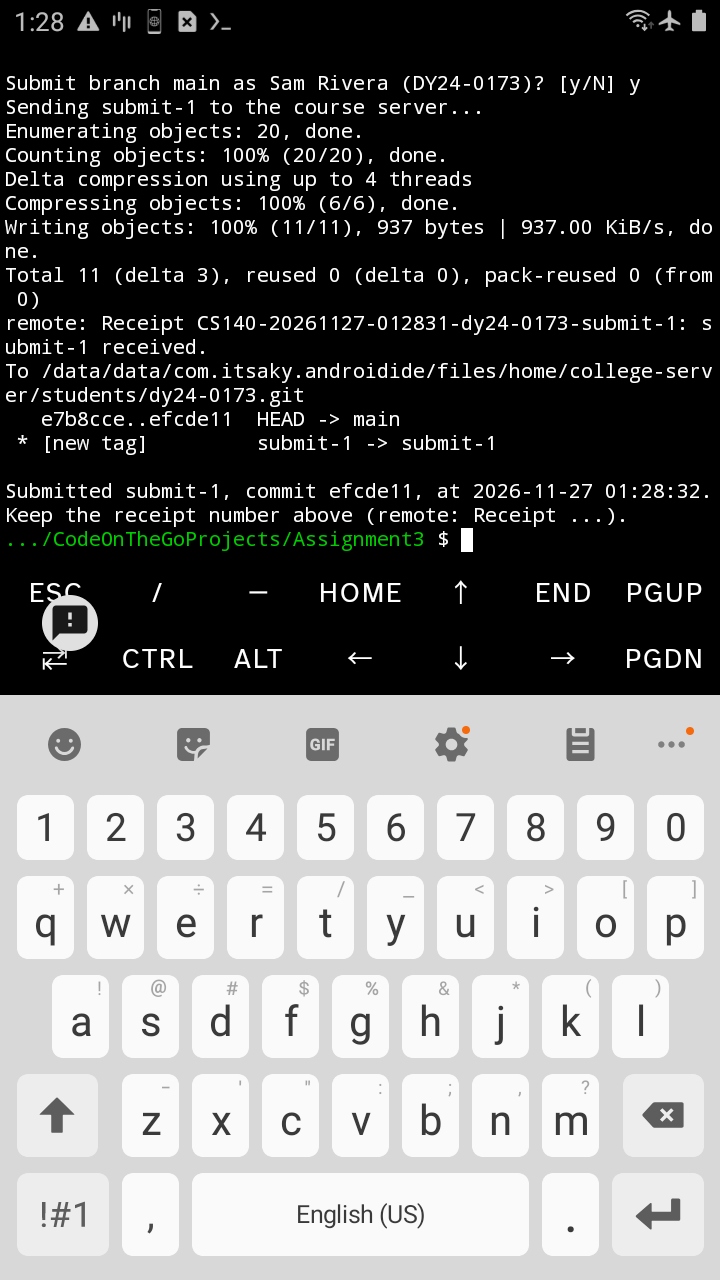 1:28
Submit branch main as Sam Rivera (DY24-0173)? [y/N] y
Sending submit-1 to the course server...
Enumerating objects: 20, done.
Counting objects: 100% (20/20), done.
Delta compression using up to 4 threads
Compressing objects: 100% (6/6), done.
Writing objects: 100% (11/11), 937 bytes | 937.00 KiB/s, do
ne.
Total 11 (delta 3), reused 0 (delta 0), pack-reused 0 (from
 0)
remote: Receipt CS140-20261127-012831-dy24-0173-submit-1: s
ubmit-1 received.
To /data/data/com.itsaky.androidide/files/home/college-serv
er/students/dy24-0173.git
   e7b8cce..efcde11  HEAD -> main
 * [new tag]         submit-1 -> submit-1
Submitted submit-1, commit efcde11, at 2026-11-27 01:28:32.
Keep the receipt number above (remote: Receipt ...).
.../CodeOnTheGoProjects/Assignment3 $
ESC / — HOME ↑ END PGUP
CTRL ALT ← ↓ → PGDN
GIF
1 2 3 4 5 6 7 8 9 0
+ × ÷ = / _ < > [ ]
q w e r t y u i o p
! @ # $ % & * ( )
a s d f g h j k l
- ' " : ; , ?
z x c v b n m
!#1 , English (US) .